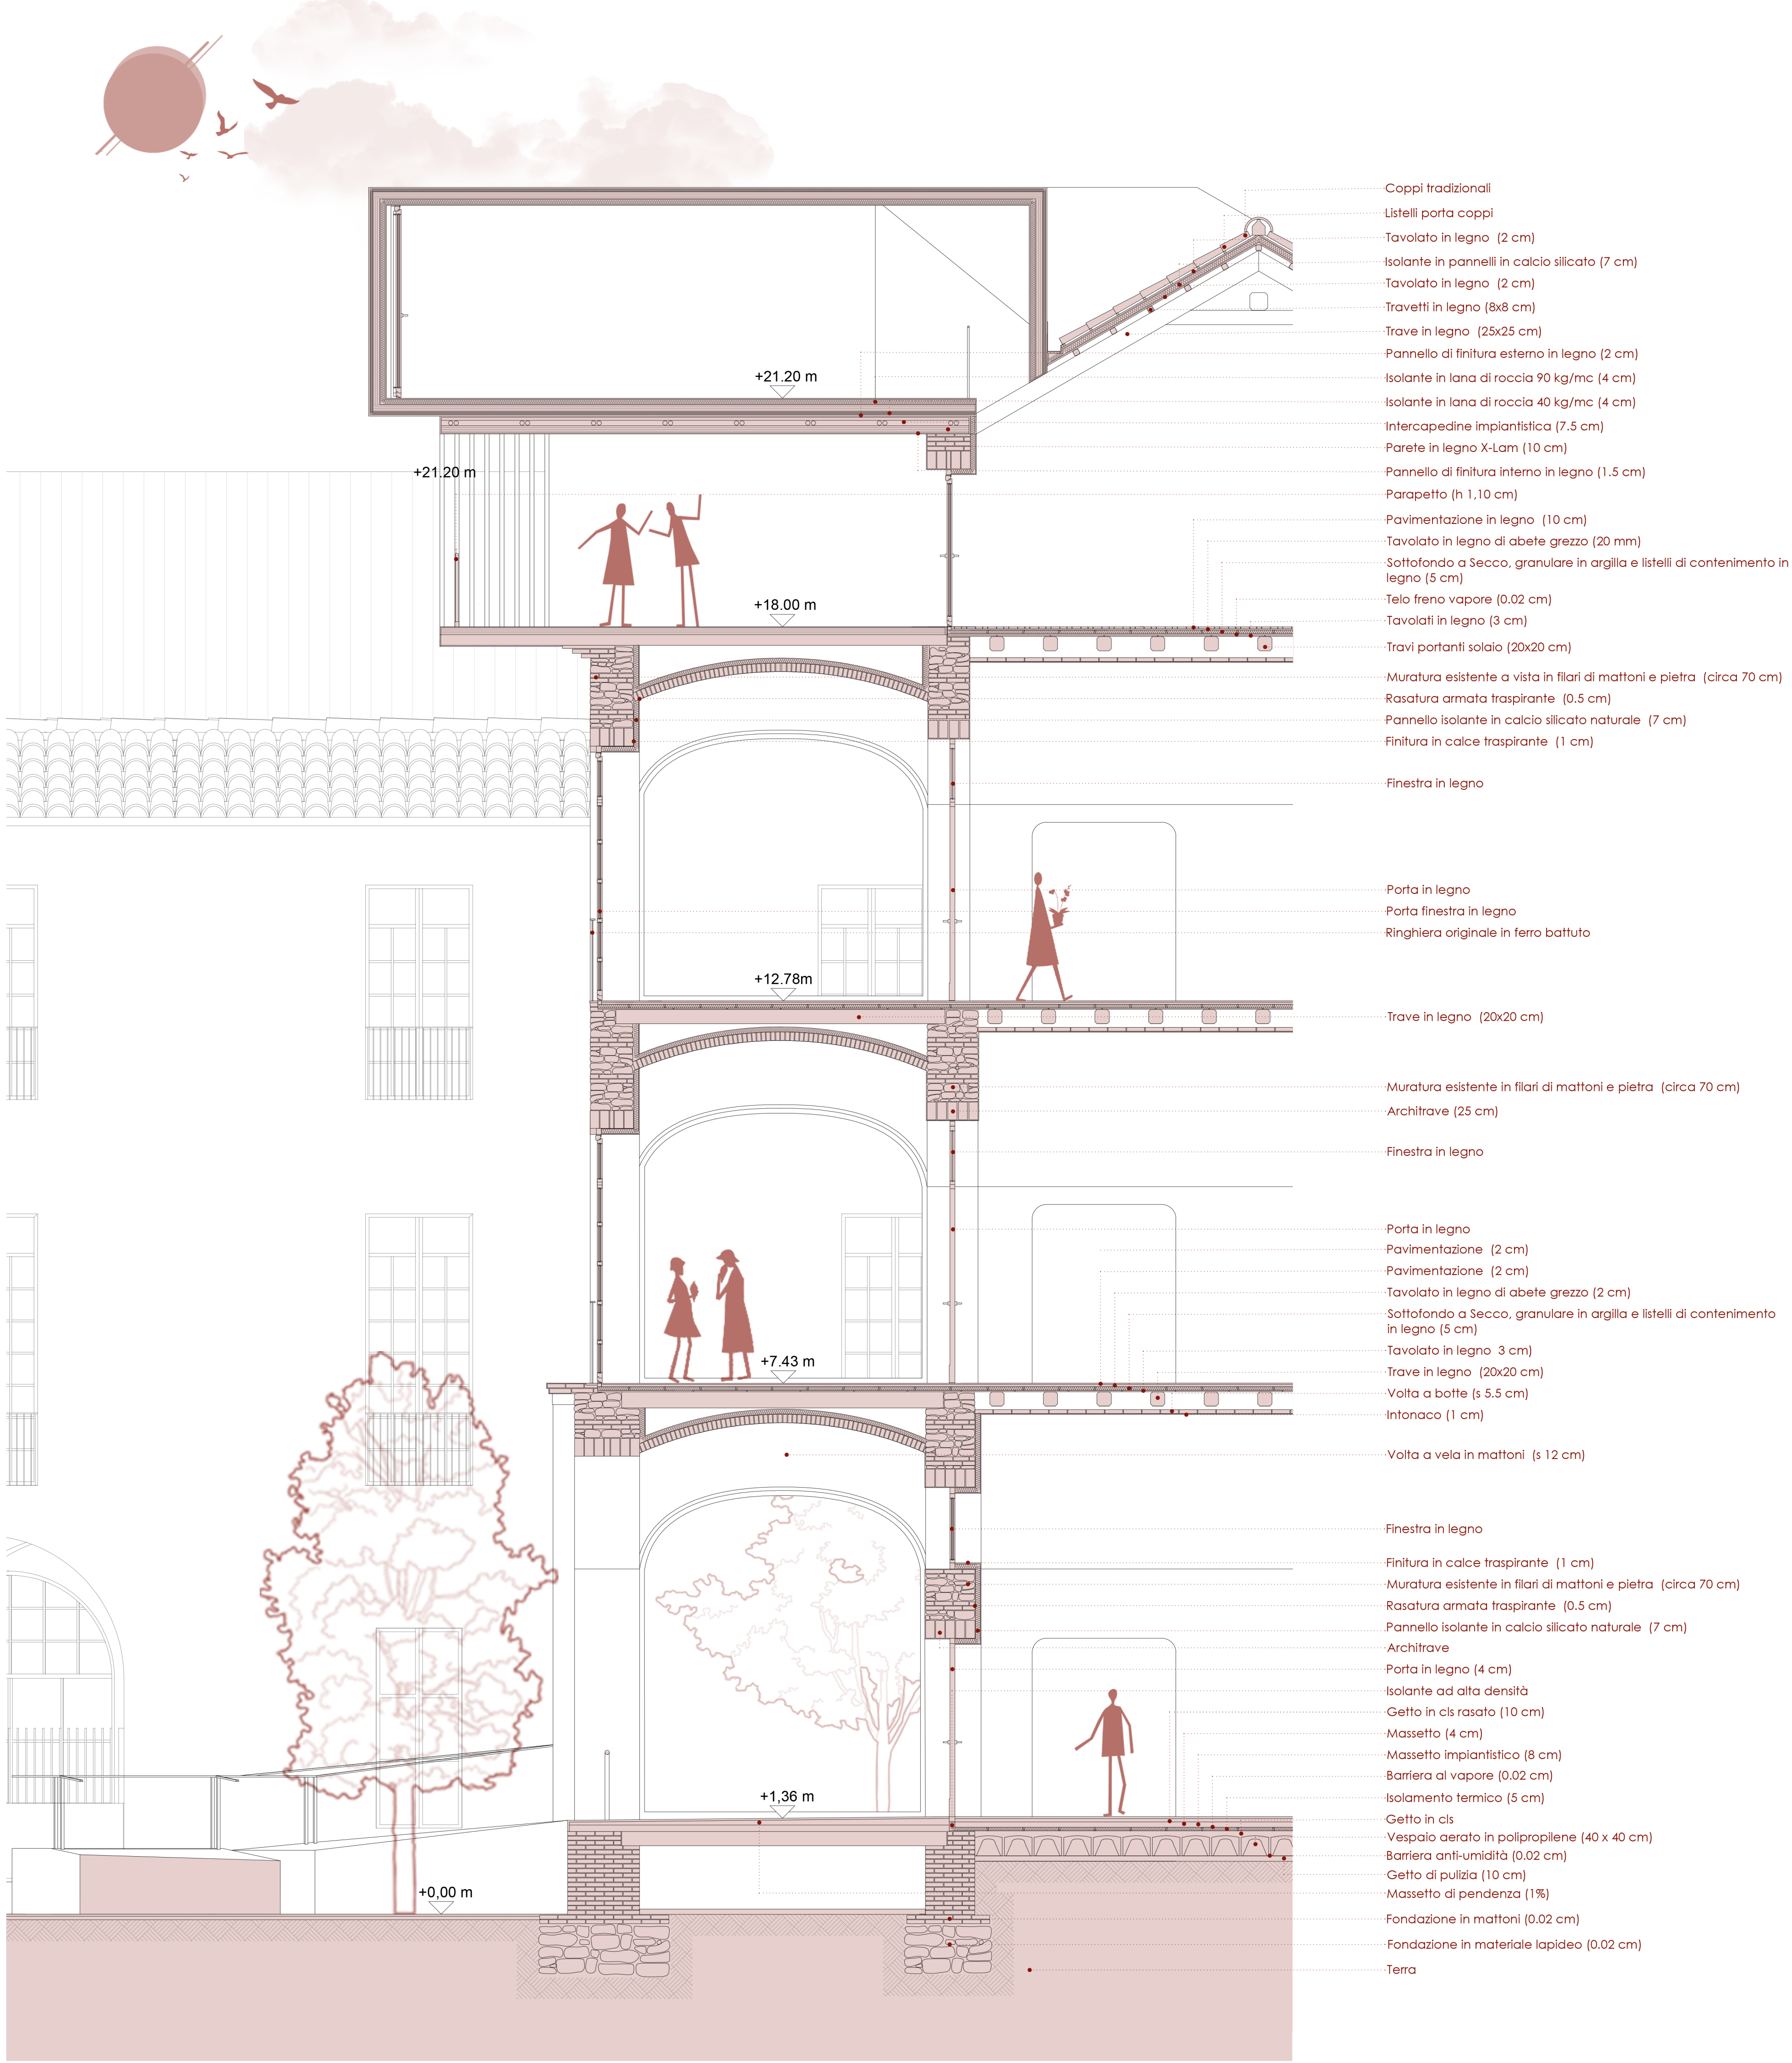 Coppi tradizionali
Listelli porta coppi
Tavolato in legno (2 cm)
Isolante in pannelli in calcio silicato (7 cm)
Tavolato in legno (2 cm)
Travetti in legno (8x8 cm)
Trave in legno (25x25 cm)
Pannello di finitura esterno in legno (2 cm)
+21.20 m
Isolante in lana di roccia 90 kg/mc (4 cm)
Isolante in lana di roccia 40 kg/mc (4 cm)
Intercapedine impiantistica (7.5 cm)
Parete in legno X-Lam (10 cm)
+21.20 m
Pannello di finitura interno in legno (1.5 cm)
Parapetto (h 1,10 cm)
Pavimentazione in legno (10 cm)
Tavolato in legno di abete grezzo (20 mm)
Sottofondo a Secco, granulare in argilla e listelli di contenimento in
legno (5 cm)
+18.00 m
Telo freno vapore (0.02 cm)
Tavolati in legno (3 cm)
Travi portanti solaio (20x20 cm)
Muratura esistente a vista in filari di mattoni e pietra (circa 70 cm)
Rasatura armata traspirante (0.5 cm)
Pannello isolante in calcio silicato naturale (7 cm)
Finitura in calce traspirante (1 cm)
Finestra in legno
Porta in legno
Porta finestra in legno
Ringhiera originale in ferro battuto
+12.78m
Trave in legno (20x20 cm)
Muratura esistente in filari di mattoni e pietra (circa 70 cm)
Architrave (25 cm)
Finestra in legno
Porta in legno
Pavimentazione (2 cm)
Pavimentazione (2 cm)
Tavolato in legno di abete grezzo (2 cm)
Sottofondo a Secco, granulare in argilla e listelli di contenimento
in legno (5 cm)
Tavolato in legno 3 cm)
+7.43 m
Trave in legno (20x20 cm)
Volta a botte (s 5.5 cm)
Intonaco (1 cm)
Volta a vela in mattoni (s 12 cm)
Finestra in legno
Finitura in calce traspirante (1 cm)
Muratura esistente in filari di mattoni e pietra (circa 70 cm)
Rasatura armata traspirante (0.5 cm)
Pannello isolante in calcio silicato naturale (7 cm)
Architrave
Porta in legno (4 cm)
Isolante ad alta densità
Getto in cls rasato (10 cm)
Massetto (4 cm)
Massetto impiantistico (8 cm)
Barriera al vapore (0.02 cm)
+1,36 m
Isolamento termico (5 cm)
Getto in cls
Vespaio aerato in polipropilene (40 x 40 cm)
Barriera anti-umidità (0.02 cm)
Getto di pulizia (10 cm)
+0,00 m
Massetto di pendenza (1%)
Fondazione in mattoni (0.02 cm)
Fondazione in materiale lapideo (0.02 cm)
Terra